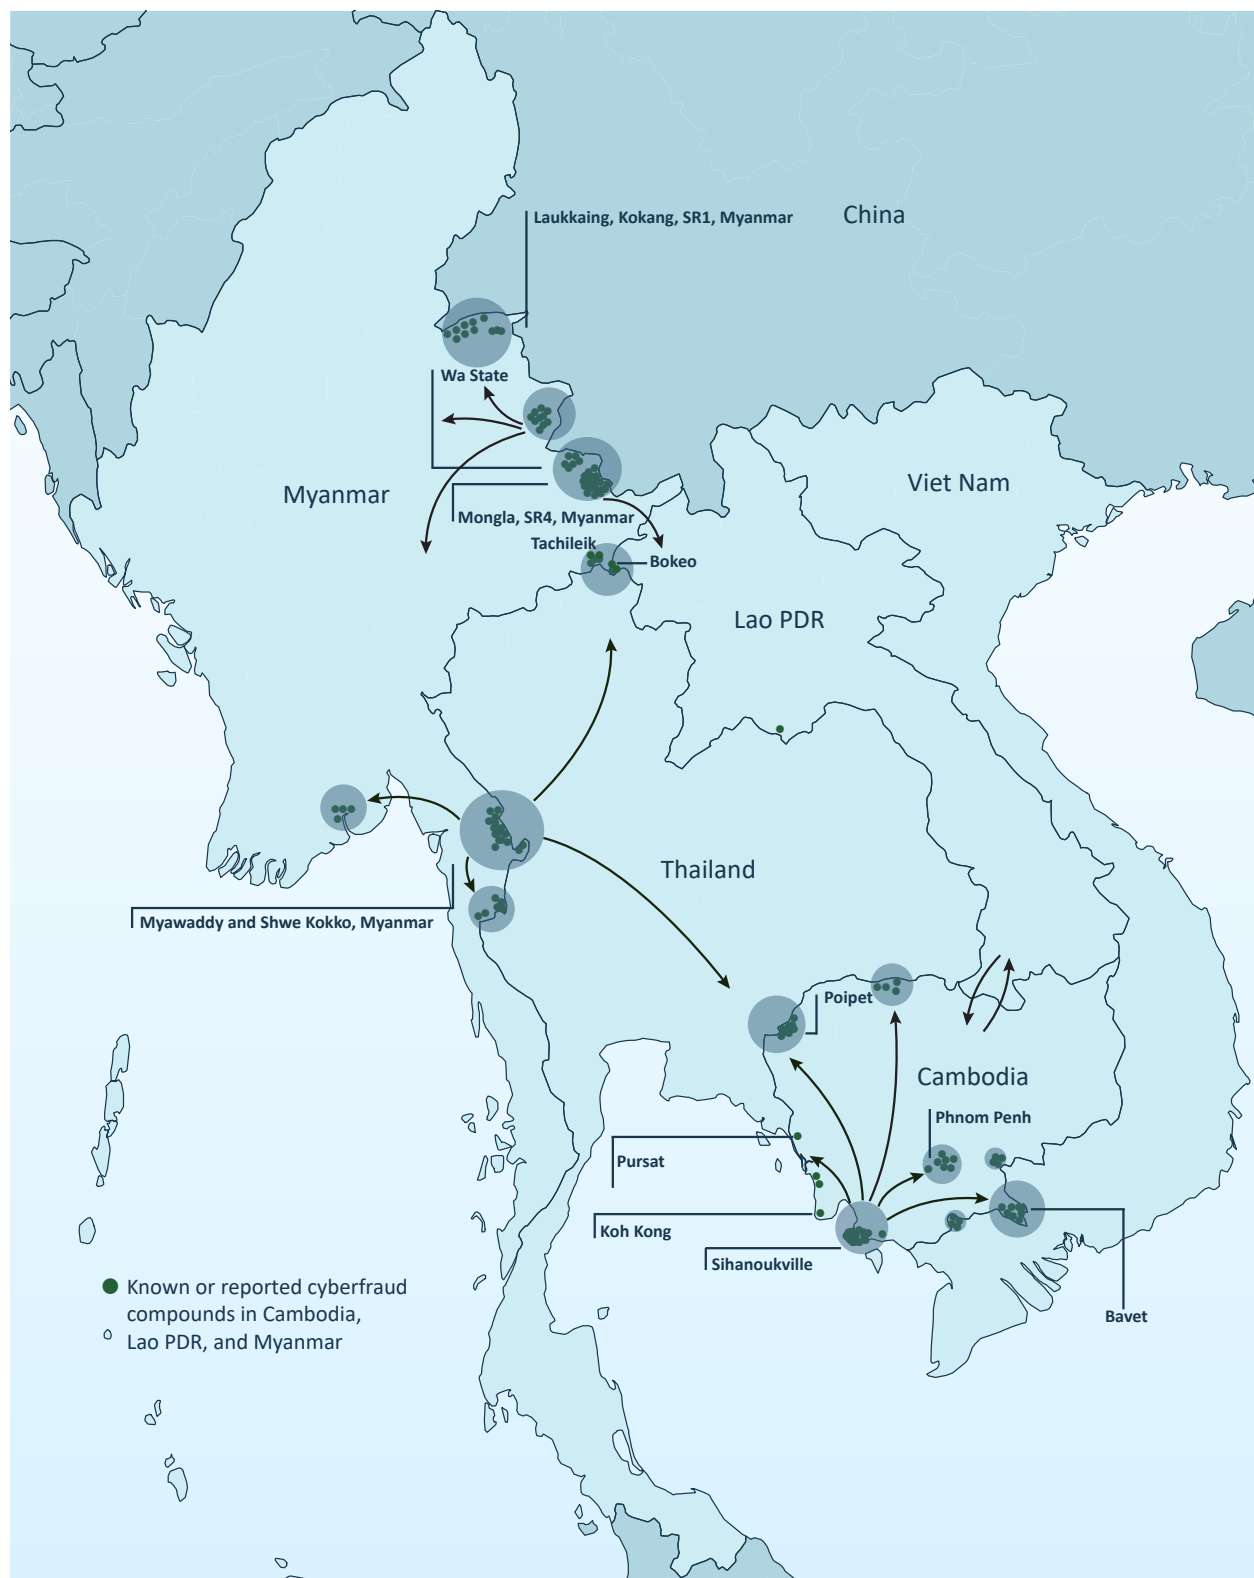 Laukkaing, Kokang, SR1, Myanmar
China
Wa State
Myanmar
Viet Nam
Mongla, SR4, Myanmar
Tachileik
Bokeo
Lao PDR
Thailand
Myawaddy and Shwe Kokko, Myanmar
Poipet
Cambodia
Phnom Penh
Pursat
Koh Kong
Sihanoukville
Bavet
Known or reported cyberfraud
compounds in Cambodia,
Lao PDR, and Myanmar